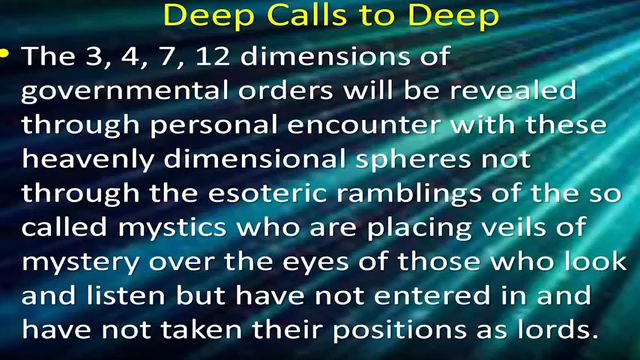 Deep Calls to Deep
• The 3, 4, 7, 12 dimensions of
governmental orders will be revealed
through personal encounter with these
heavenly dimensional spheres not
through the esoteric ramblings of the so
called mystics who are placing veils of
mystery over the eyes of those who look
and listen but have not entered in and
have not taken their positions as lords.